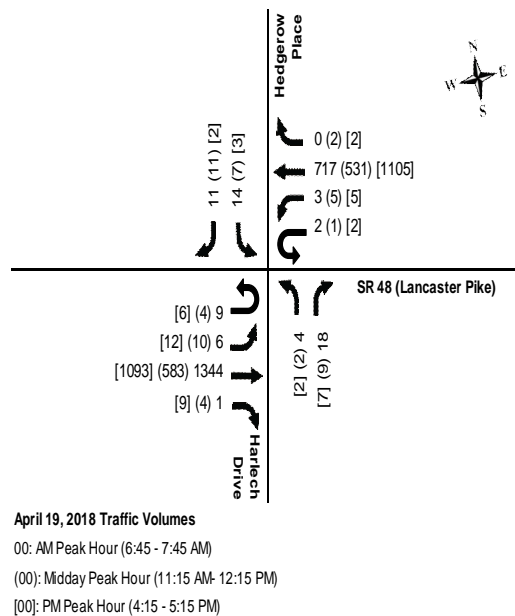 Hedgerow
Place
N
W E
S
0 (2) [2]
717 (531) [1105]
3 (5) [5]
2 (1) [2]
11 (11) [2]
14 (7) [3]
SR 48 (Lancaster Pike)
[6] (4) 9
[12] (10) 6
[1093] (583) 1344
[9] (4) 1
[2] (2) 4
[7] (9) 18
Harlech
Drive
April 19, 2018 Traffic Volumes
00: AM Peak Hour (6:45 - 7:45 AM)
(00): Midday Peak Hour (11:15 AM- 12:15 PM)
[00]: PM Peak Hour (4:15 - 5:15 PM)